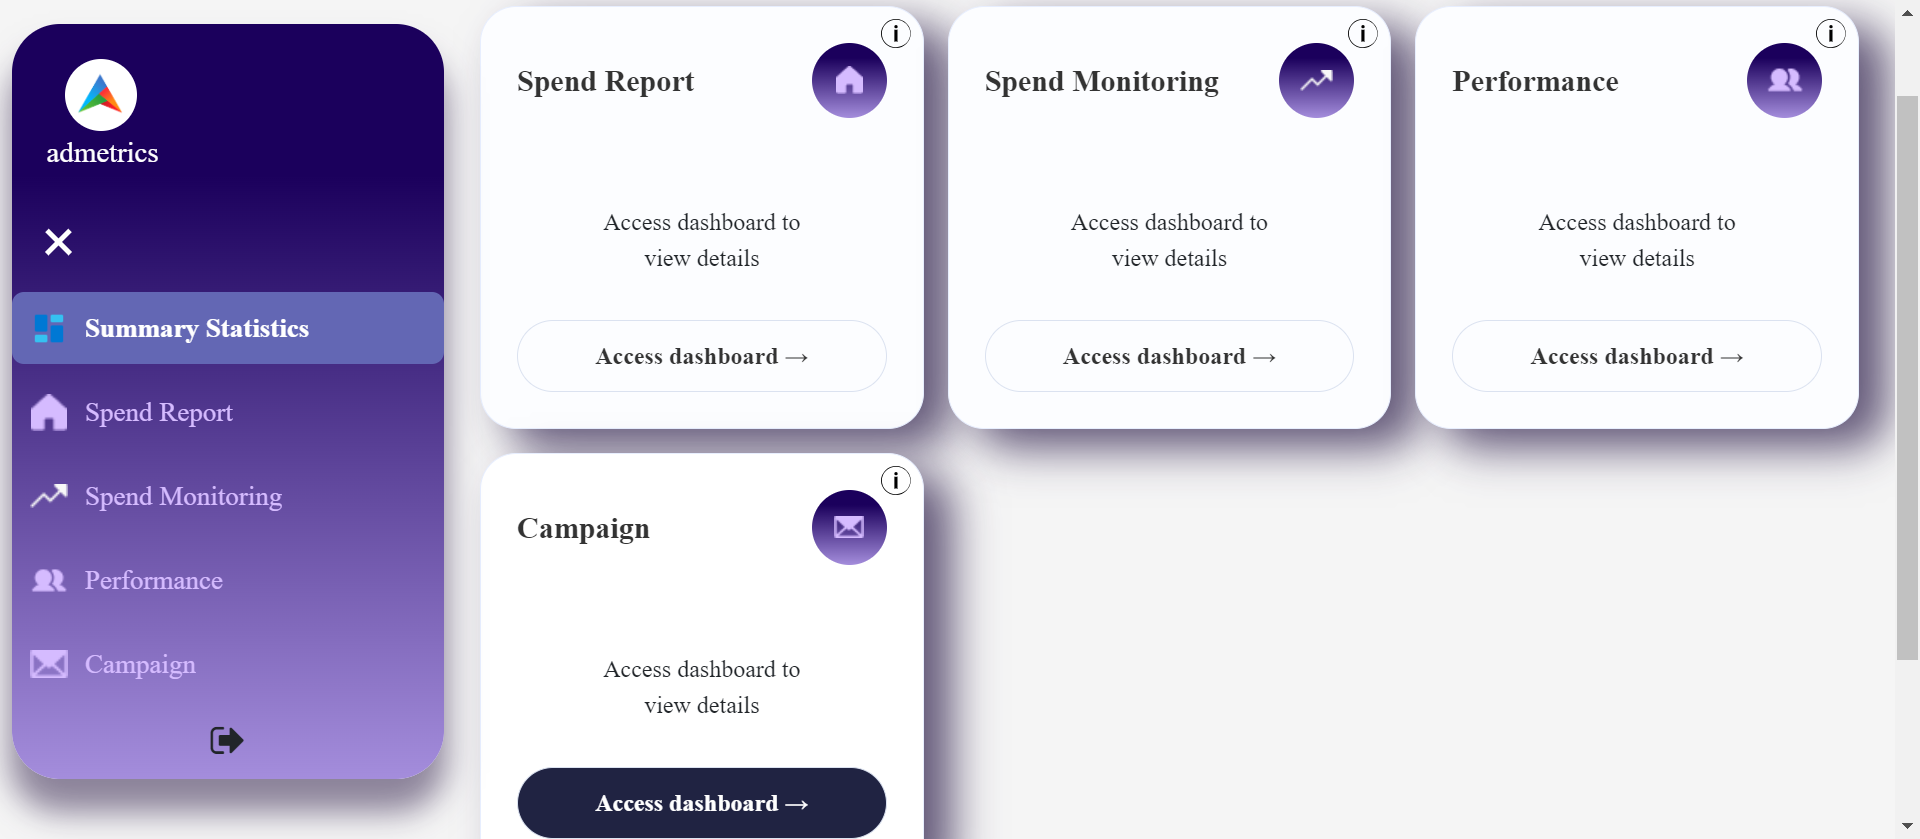 admetrics
Summary Statistics
Spend Report
Spend Monitoring
Performance
Campaign
Spend Report
i
Access dashboard to
view details
Access dashboard →
Spend Monitoring
i
Access dashboard to
view details
Access dashboard →
Performance
i
Access dashboard to
view details
Access dashboard →
Campaign
i
Access dashboard to
view details
Access dashboard →